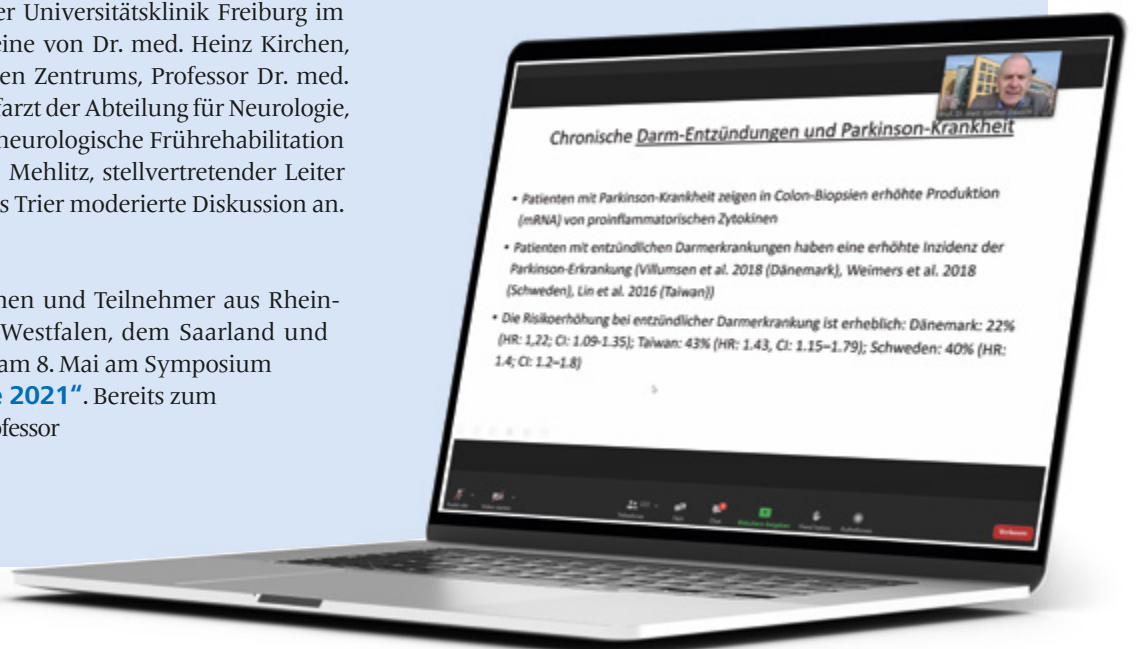 er Universitätsklinik Freiburg im
eine von Dr. med. Heinz Kirchen,
en Zentrums, Professor Dr. med.
farzt der Abteilung für Neurologie,
neurologische Frührehabilitation
Mehlitz, stellvertretender Leiter
s Trier moderierte Diskussion an.
nen und Teilnehmer aus Rhein-
Westfalen, dem Saarland und
am 8. Mai am Symposium
e 2021“. Bereits zum
ofessor
Chronische Darm-Entzündungen und Parkinson-Krankheit
• Patienten mit Parkinson-Krankheit zeigen in Colon-Biopsien erhöhte Produktion
(mRNA) von proinflammatorischen Zytokinen
• Patienten mit entzündlichen Darmerkrankungen haben eine erhöhte Inzidenz der
Parkinson-Erkrankung (Villumsen et al. 2018 (Dänemark), Weimers et al. 2018
(Schweden), Lin et al. 2016 (Taiwan))
• Die Risikoerhöhung bei entzündlicher Darmerkrankung ist erheblich: Dänemark: 22%
(HR: 1,22; CI: 1.09-1.35); Taiwan: 43% (HR: 1.43, CI: 1.15–1.79); Schweden: 40% (HR:
1.4; CI: 1.2–1.8)